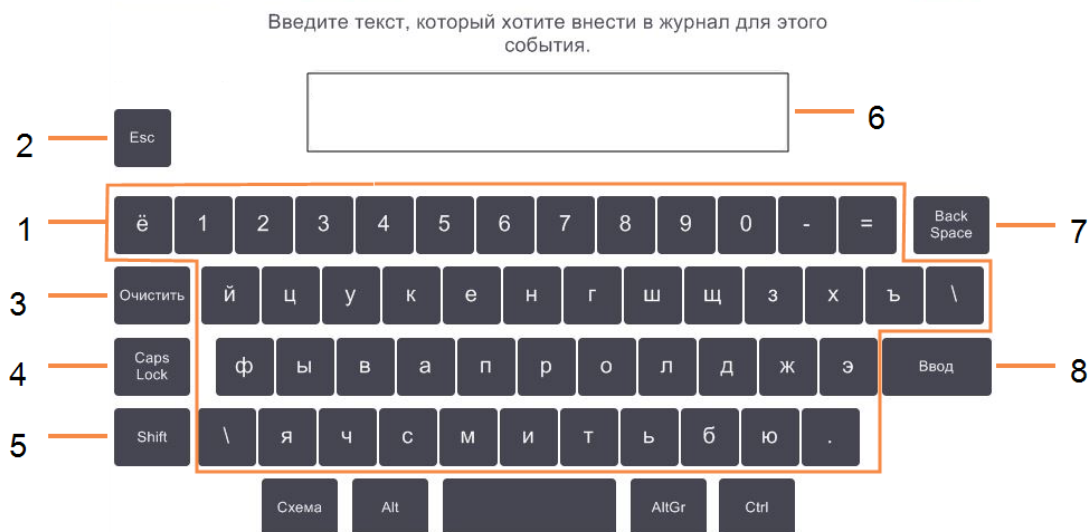 Введите текст, который хотите внести в журнал для этого
события.
6
2 Esc
1 ё 1 2 3 4 5 6 7 8 9 0 - = Back Space 7
3 Очистить й ц у к е н г ш щ з х ъ \
4 Caps Lock ф ы в а п р о л д ж э Ввод 8
5 Shift \ я ч с м и т ь б ю .
Схема Alt AltGr Ctrl